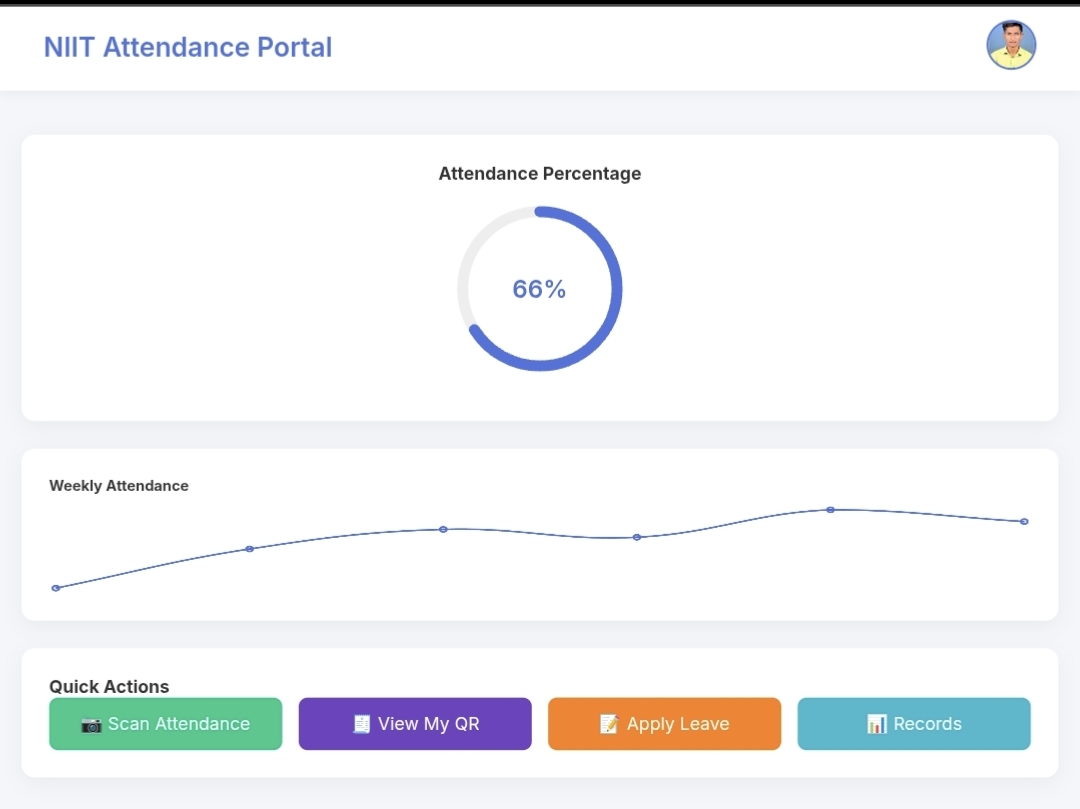 NIIT Attendance Portal
Attendance Percentage
66%
Weekly Attendance
Quick Actions
Scan Attendance
View My QR
Apply Leave
Records